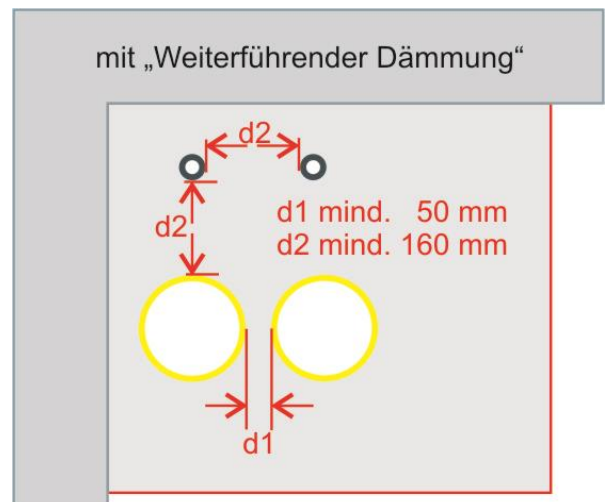 mit „Weiterführender Dämmung“
d2
d2
d1 mind. 50 mm
d2 mind. 160 mm
d1